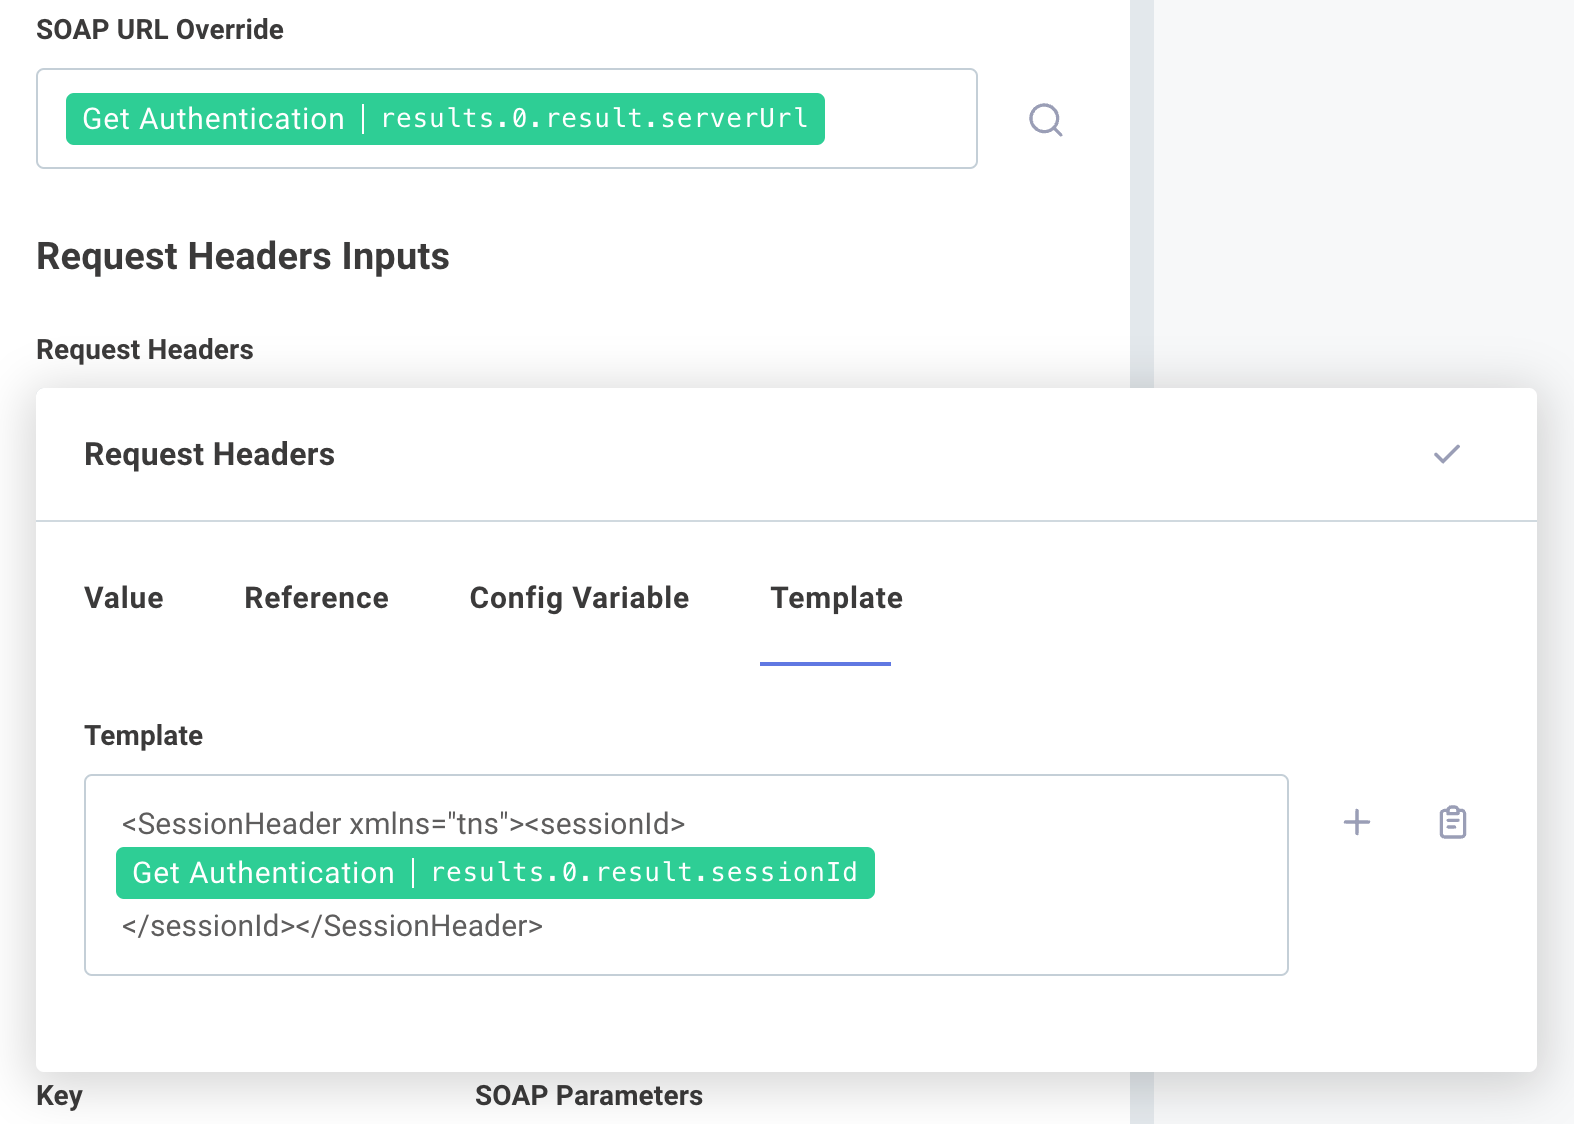 SOAP URL Override
Get Authentication | results.0.result.serverUrl
Request Headers Inputs
Request Headers
Request Headers
Value Reference Config Variable Template
Template
<SessionHeader xmlns="tns"><sessionId>
Get Authentication | results.0.result.sessionId
</sessionId></SessionHeader>
Key SOAP Parameters